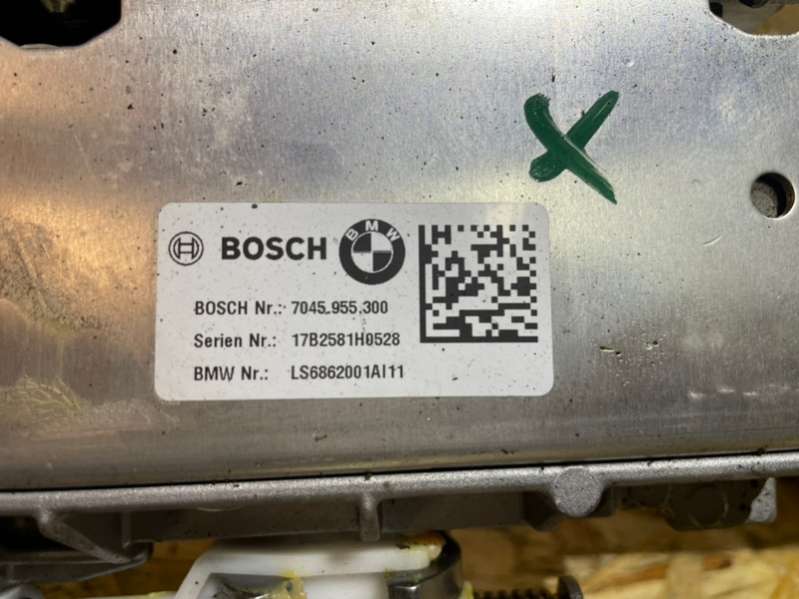 BOSCH BMW
BOSCH Nr.: 7045.955.300
Serien Nr.: 17B2581H0528
BMW Nr.: LS6862001AI11